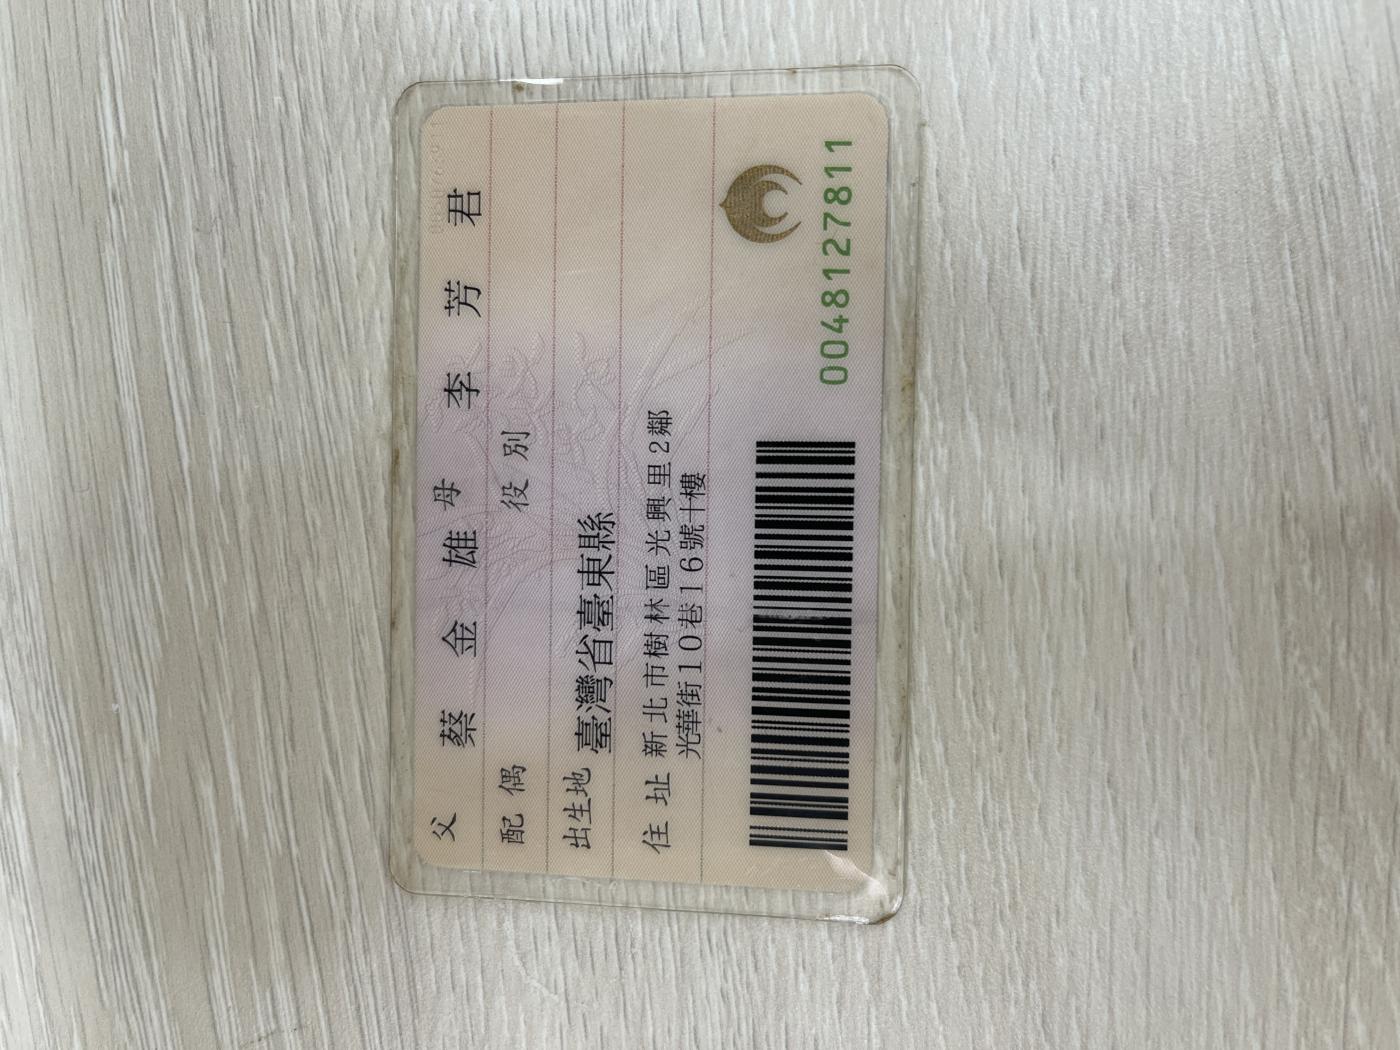 父 蔡金雄 母 李芳君
配偶 役別
出生地 臺灣省臺東縣
住址 新北市樹林區光興里2鄰
光華街10巷16號十樓
0048127811